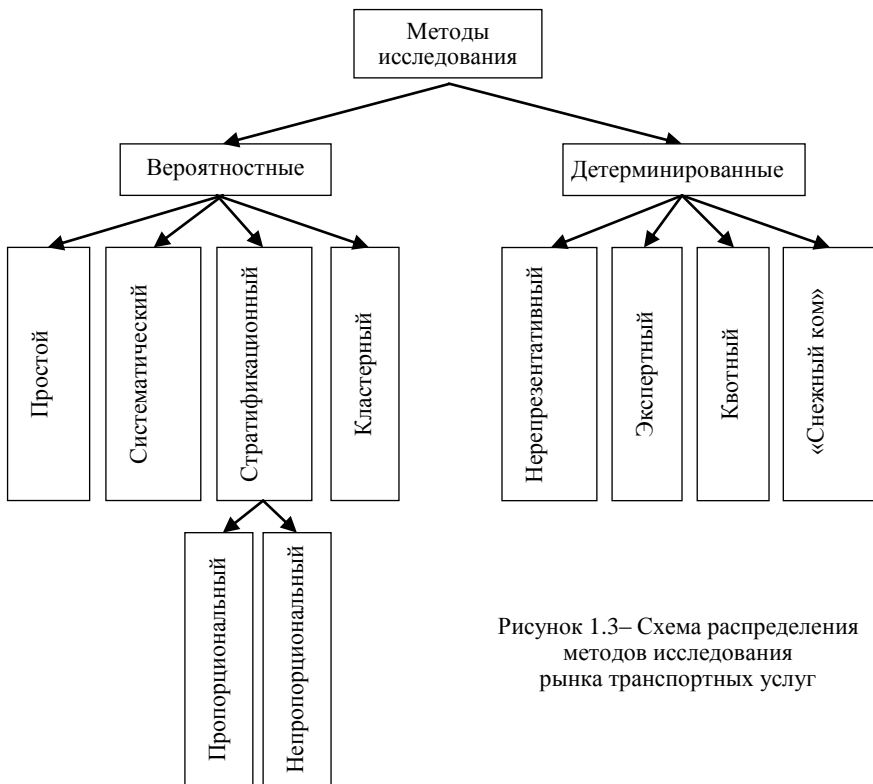 Методы
исследования
Вероятностные
Детерминированные
Простой
Систематический
Стратификационный
Кластерный
Нерепрезентативный
Экспертный
Квотный
«Снежный ком»
Пропорциональный
Непропорциональный
Рисунок 1.3– Схема распределения
методов исследования
рынка транспортных услуг